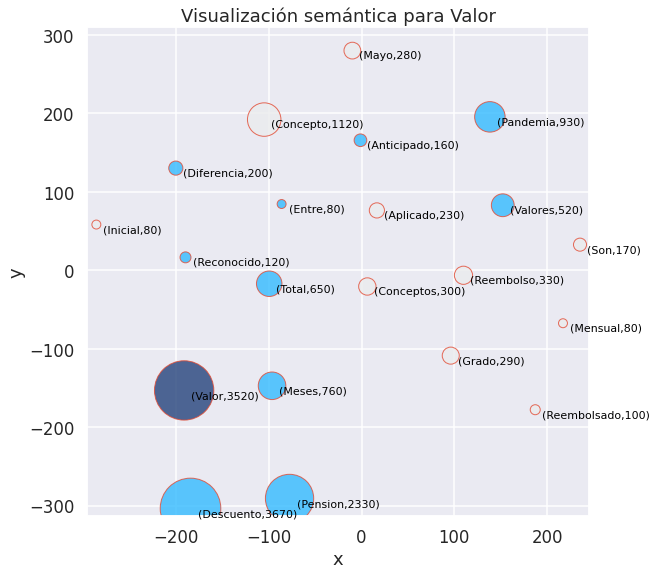 Visualización semántica para Valor
300
(Mayo,280)
200
(Concepto,1120)
(Pandemia,930)
(Anticipado,160)
(Diferencia,200)
100
(Entre,80)
(Aplicado,230)
(Valores,520)
(Inicial,80)
(Son,170)
(Reconocido,120)
0
(Total,650)
(Conceptos,300)
(Reembolso,330)
y
(Mensual,80)
−100
(Grado,290)
(Valor,3520)
(Meses,760)
(Reembolsado,100)
−200
−300
(Descuento,3670)
(Pension,2330)
−200 −100 0 100 200
x